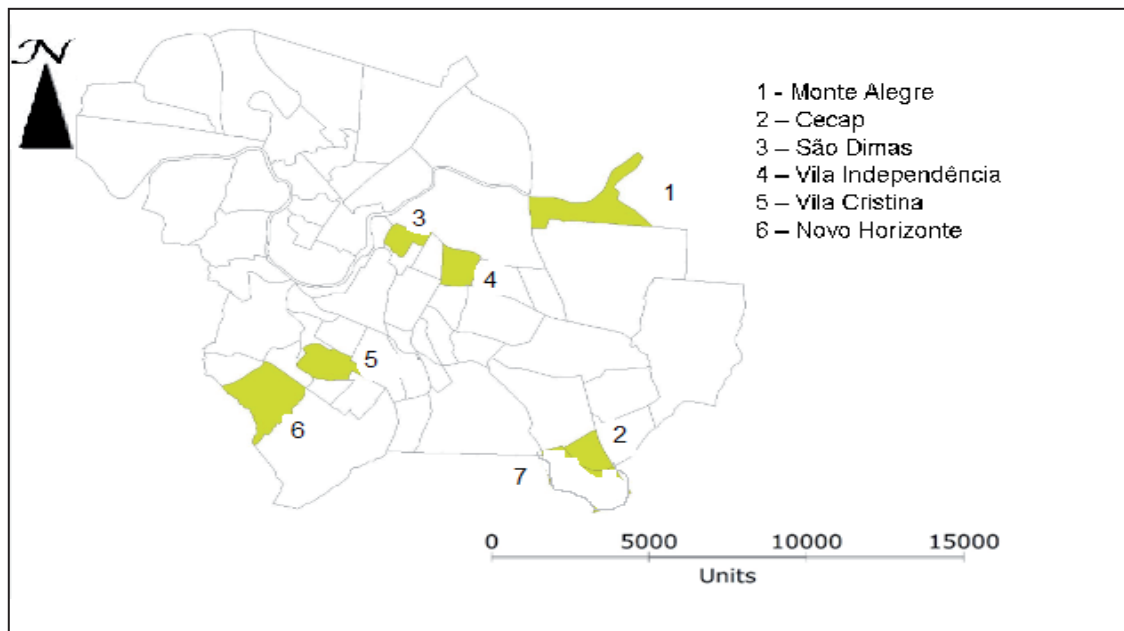 N
1 - Monte Alegre
2 – Cecap
3 – São Dimas
4 – Vila Independência
5 – Vila Cristina
6 – Novo Horizonte
1
3
4
5
6
2
7
0 5000 10000 15000
Units